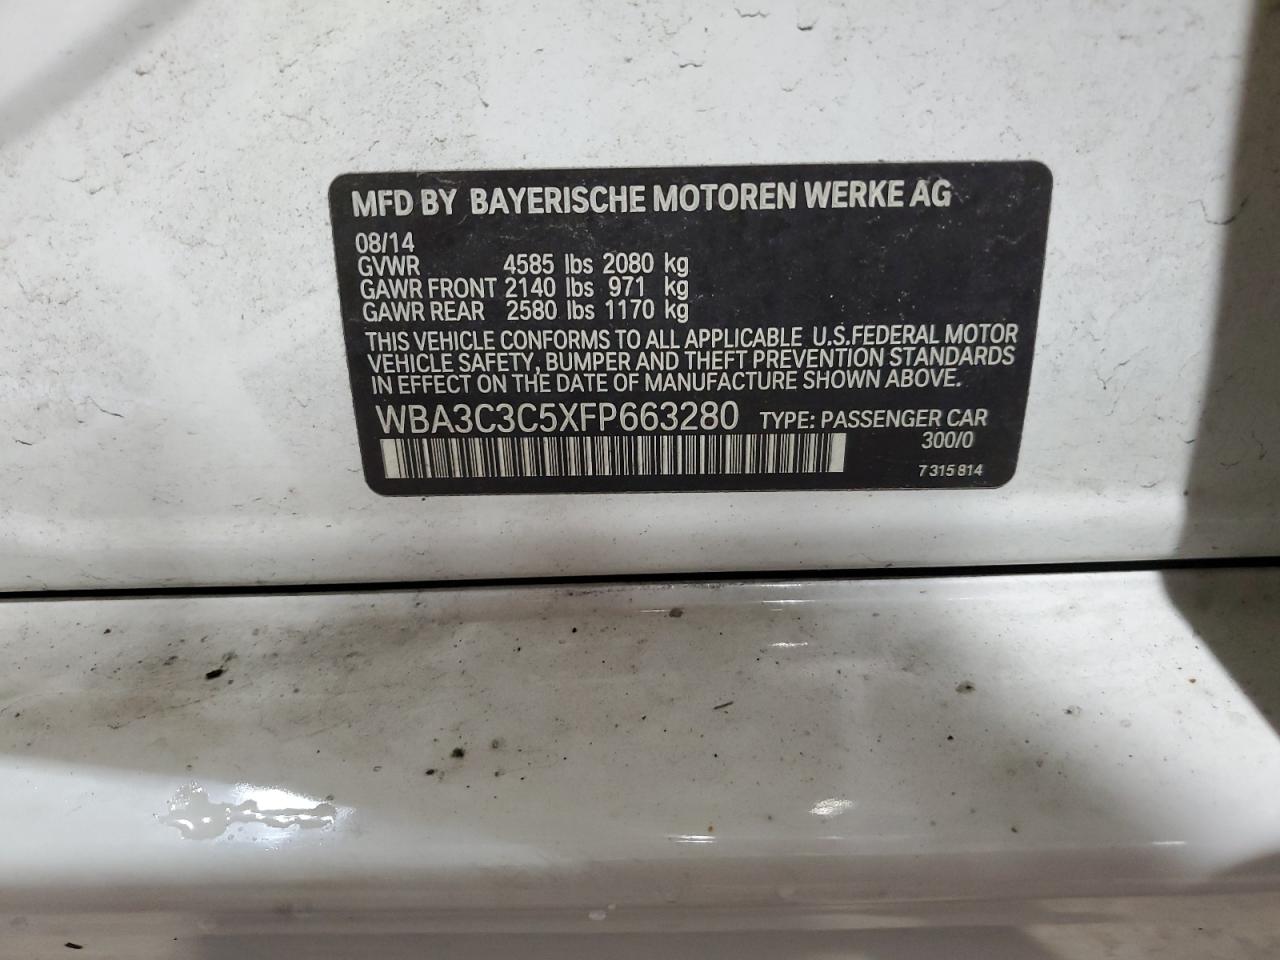 MFD BY BAYERISCHE MOTOREN WERKE AG
08/14
GVWR 4585 lbs 2080 kg
GAWR FRONT 2140 lbs 971 kg
GAWR REAR 2580 lbs 1170 kg
THIS VEHICLE CONFORMS TO ALL APPLICABLE U.S.FEDERAL MOTOR
VEHICLE SAFETY, BUMPER AND THEFT PREVENTION STANDARDS
IN EFFECT ON THE DATE OF MANUFACTURE SHOWN ABOVE.
WBA3C3C5XFP663280 TYPE: PASSENGER CAR
300/0
7 315 814